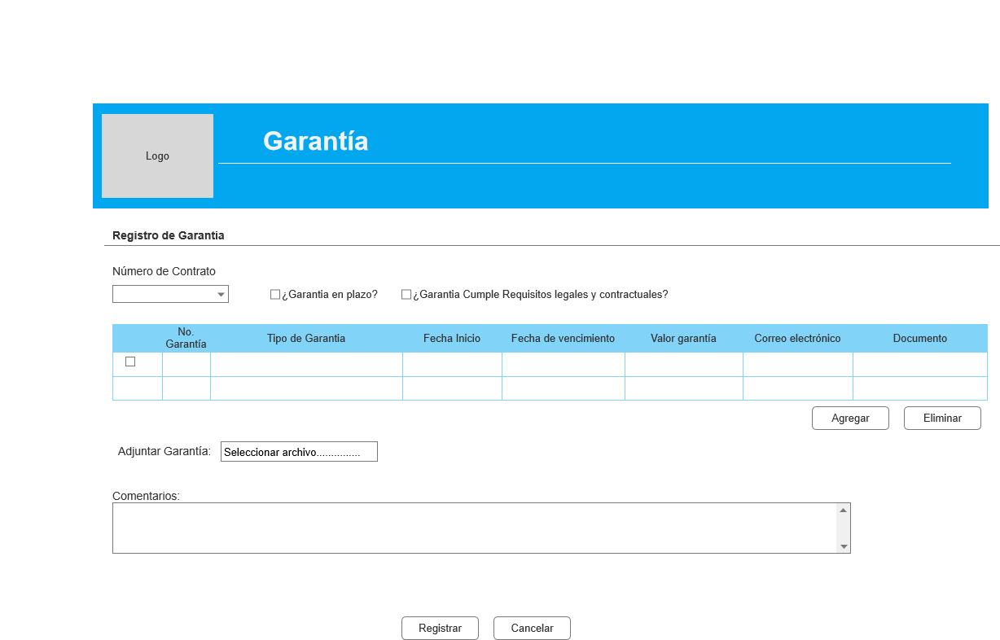 Logo
Garantía
Registro de Garantia
Número de Contrato
¿Garantia en plazo? ¿Garantia Cumple Requisitos legales y contractuales?
No. Garantía Tipo de Garantia Fecha Inicio Fecha de vencimiento Valor garantía Correo electrónico Documento
Agregar Eliminar
Adjuntar Garantía: Seleccionar archivo...............
Comentarios:
Registrar Cancelar